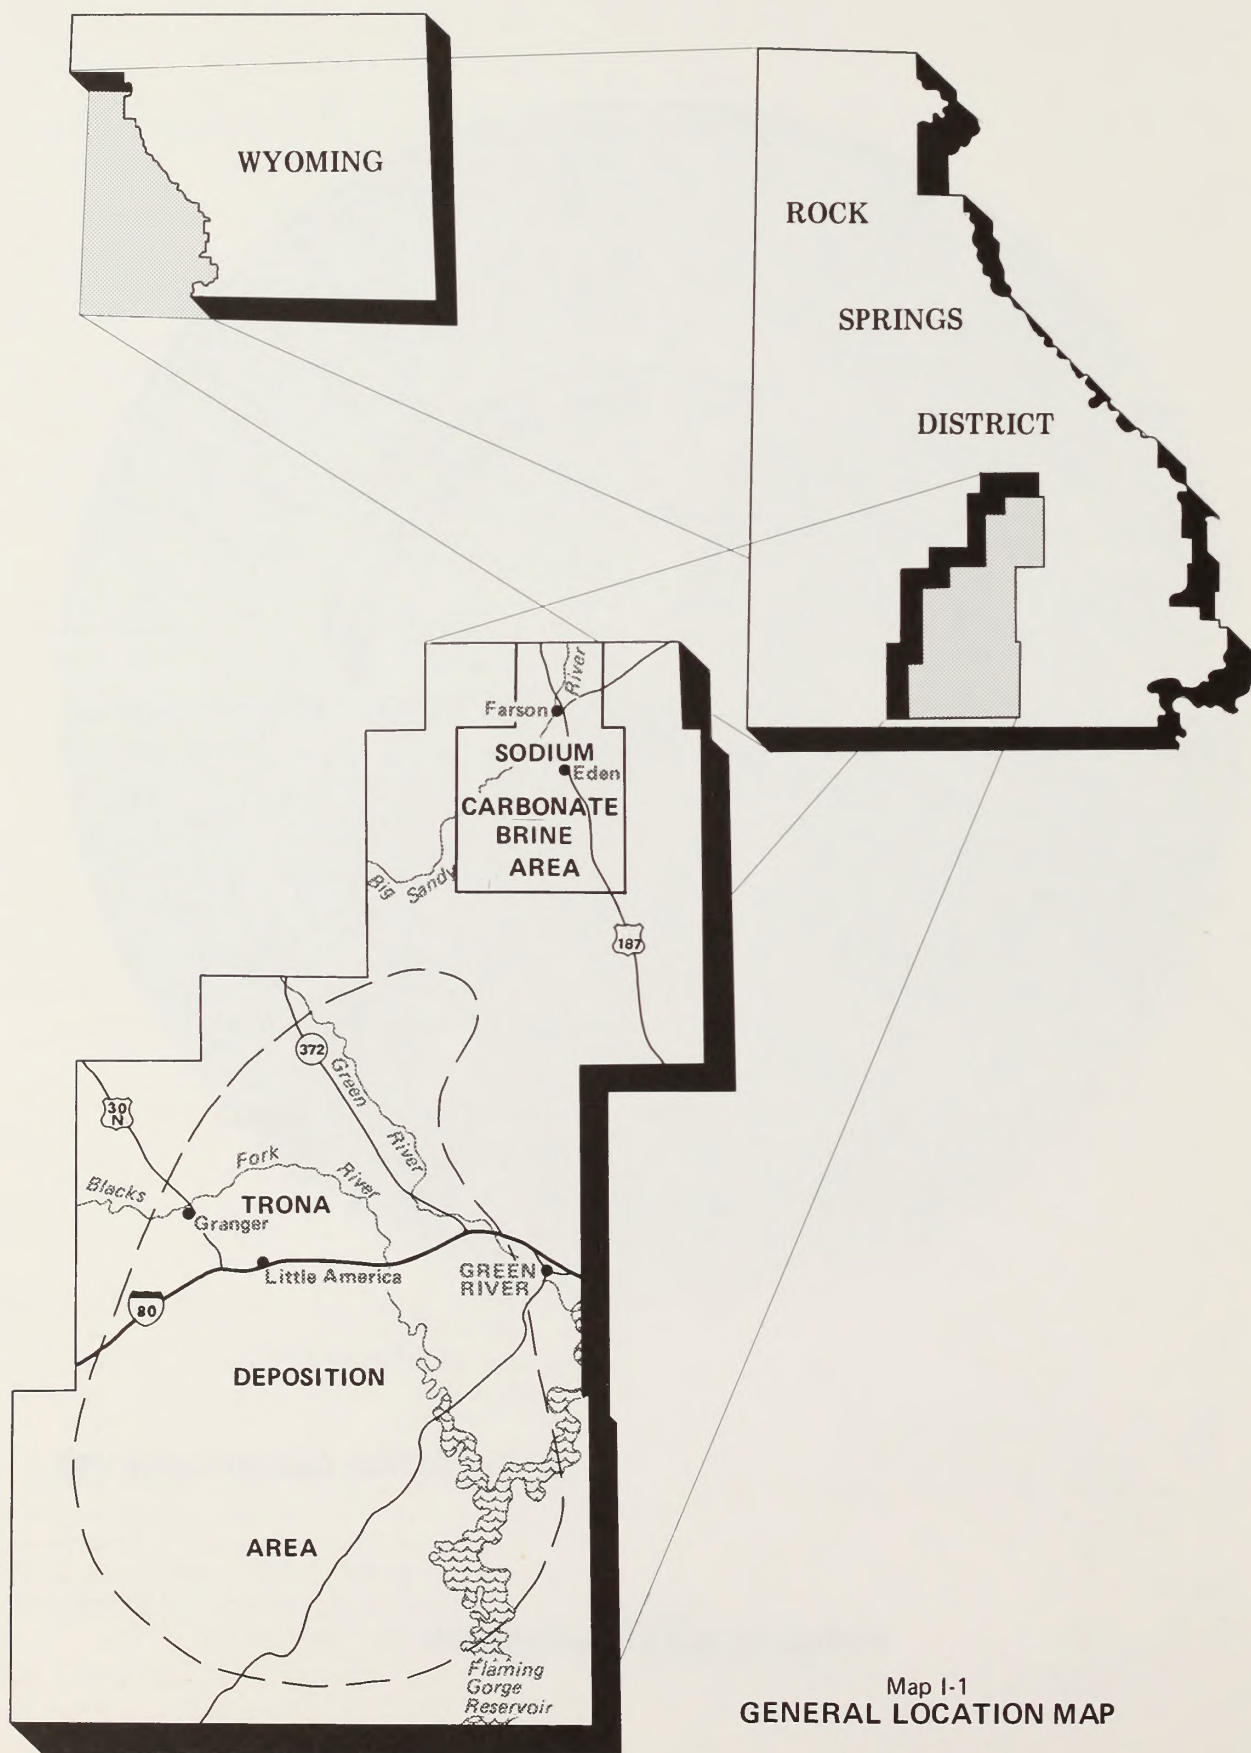 WYOMING
ROCK
SPRINGS
DISTRICT
River
Farson
SODIUM
Eden
CARBONATE
BRINE
AREA
Big Sandy
187
372
Green River
30
N
Blacks Fork River
TRONA
Granger
Little America
GREEN
RIVER
80
DEPOSITION
AREA
Flaming
Gorge
Reservoir
Map I-1
GENERAL LOCATION MAP